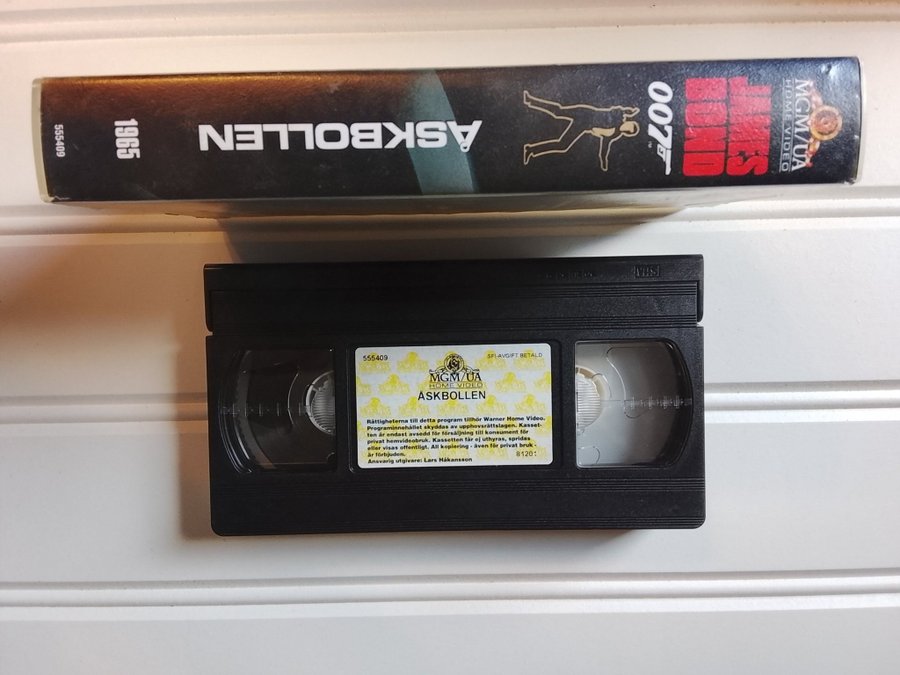 MGM/UA
HOME VIDEO
JAMES
BOND
007
ÅSKBOLLEN
1965
555409
VHS
555409
SFI-AVGIFT BETALD
MGM/UA
HOME VIDEO
ÅSKBOLLEN
Rättigheterna till detta program tillhör Warner Home Video.
Programinnehållet skyddas av upphovsrättslagen. Kasset-
ten är endast avsedd för försäljning till konsument för
privat hemvideobruk. Kassetten får ej uthyras, spridas
eller visas offentligt. All kopiering - även för privat bruk -
är förbjuden.
Ansvarig utgivare: Lars Håkansson
81201